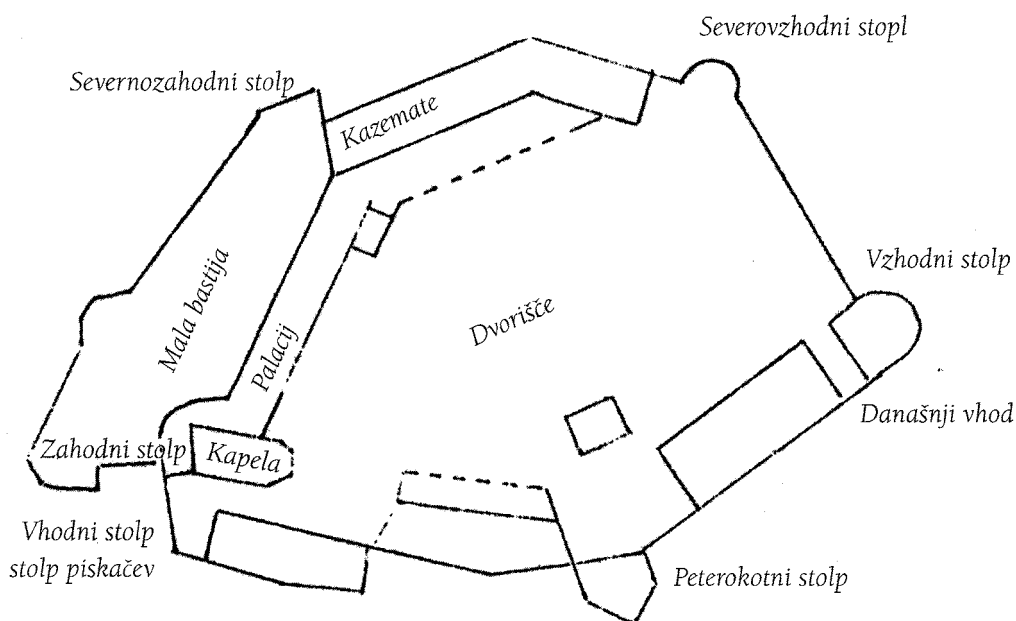 Severovzhodni stopl
Severnozahodni stolp
Kazemate
Vzhodni stolp
Mala bastija
Dvorišče
Palacij
Današnji vhod
Zahodni stolp
Kapela
Vhodni stolp
stolp piskačev
Peterokotni stolp